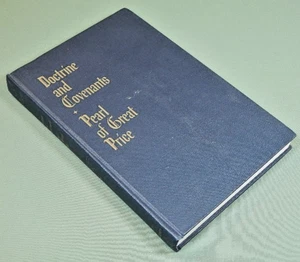 Doctrine
and
Covenants
Pearl
of Great
Price